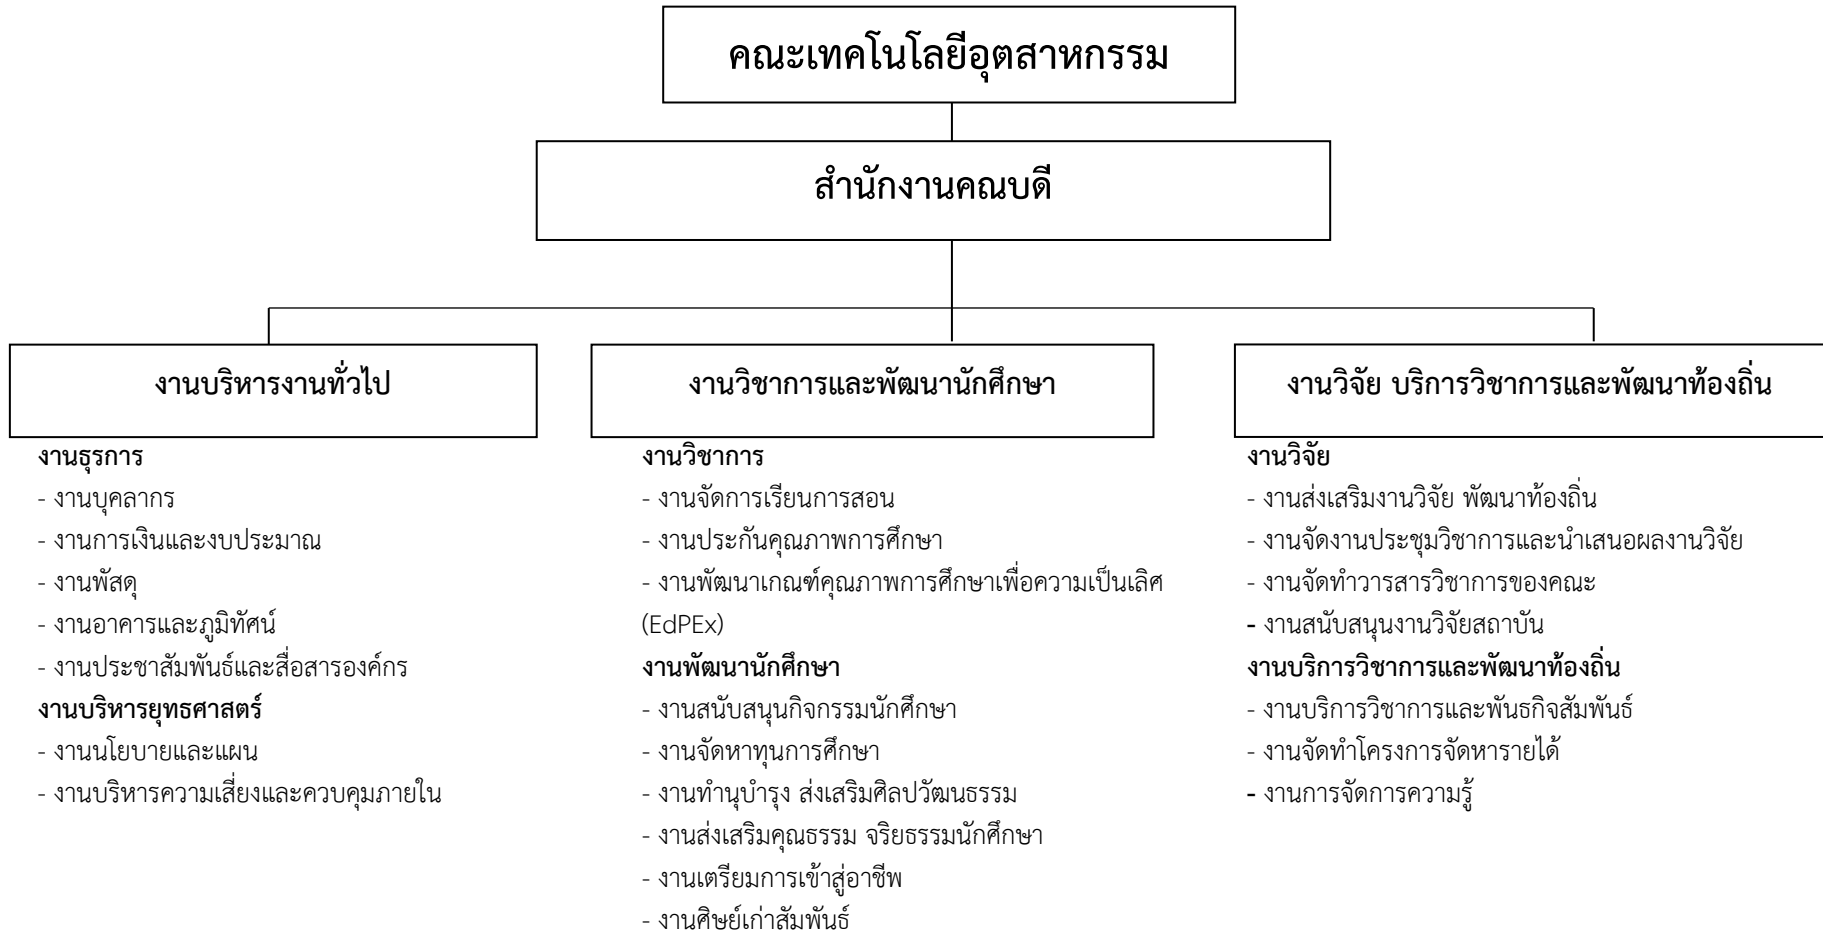 คณะเทคโนโลยีอุตสาหกรรม
สำนักงานคณบดี
งานบริหารงานทั่วไป
งานธุรการ
- งานบุคลากร
- งานการเงินและงบประมาณ
- งานพัสดุ
- งานอาคารและภูมิทัศน์
- งานประชาสัมพันธ์และสื่อสารองค์กร
งานบริหารยุทธศาสตร์
- งานนโยบายและแผน
- งานบริหารความเสี่ยงและควบคุมภายใน
งานวิชาการและพัฒนานักศึกษา
งานวิชาการ
- งานจัดการเรียนการสอน
- งานประกันคุณภาพการศึกษา
- งานพัฒนาเกณฑ์คุณภาพการศึกษาเพื่อความเป็นเลิศ
(EdPEx)
งานพัฒนานักศึกษา
- งานสนับสนุนกิจกรรมนักศึกษา
- งานจัดหาทุนการศึกษา
- งานทำนุบำรุง ส่งเสริมศิลปวัฒนธรรม
- งานส่งเสริมคุณธรรม จริยธรรมนักศึกษา
- งานเตรียมการเข้าสู่อาชีพ
- งานศิษย์เก่าสัมพันธ์
งานวิจัย บริการวิชาการและพัฒนาท้องถิ่น
งานวิจัย
- งานส่งเสริมงานวิจัย พัฒนาท้องถิ่น
- งานจัดงานประชุมวิชาการและนำเสนอผลงานวิจัย
- งานจัดทำวารสารวิชาการของคณะ
- งานสนับสนุนงานวิจัยสถาบัน
งานบริการวิชาการและพัฒนาท้องถิ่น
- งานบริการวิชาการและพันธกิจสัมพันธ์
- งานจัดทำโครงการจัดหารายได้
- งานการจัดการความรู้